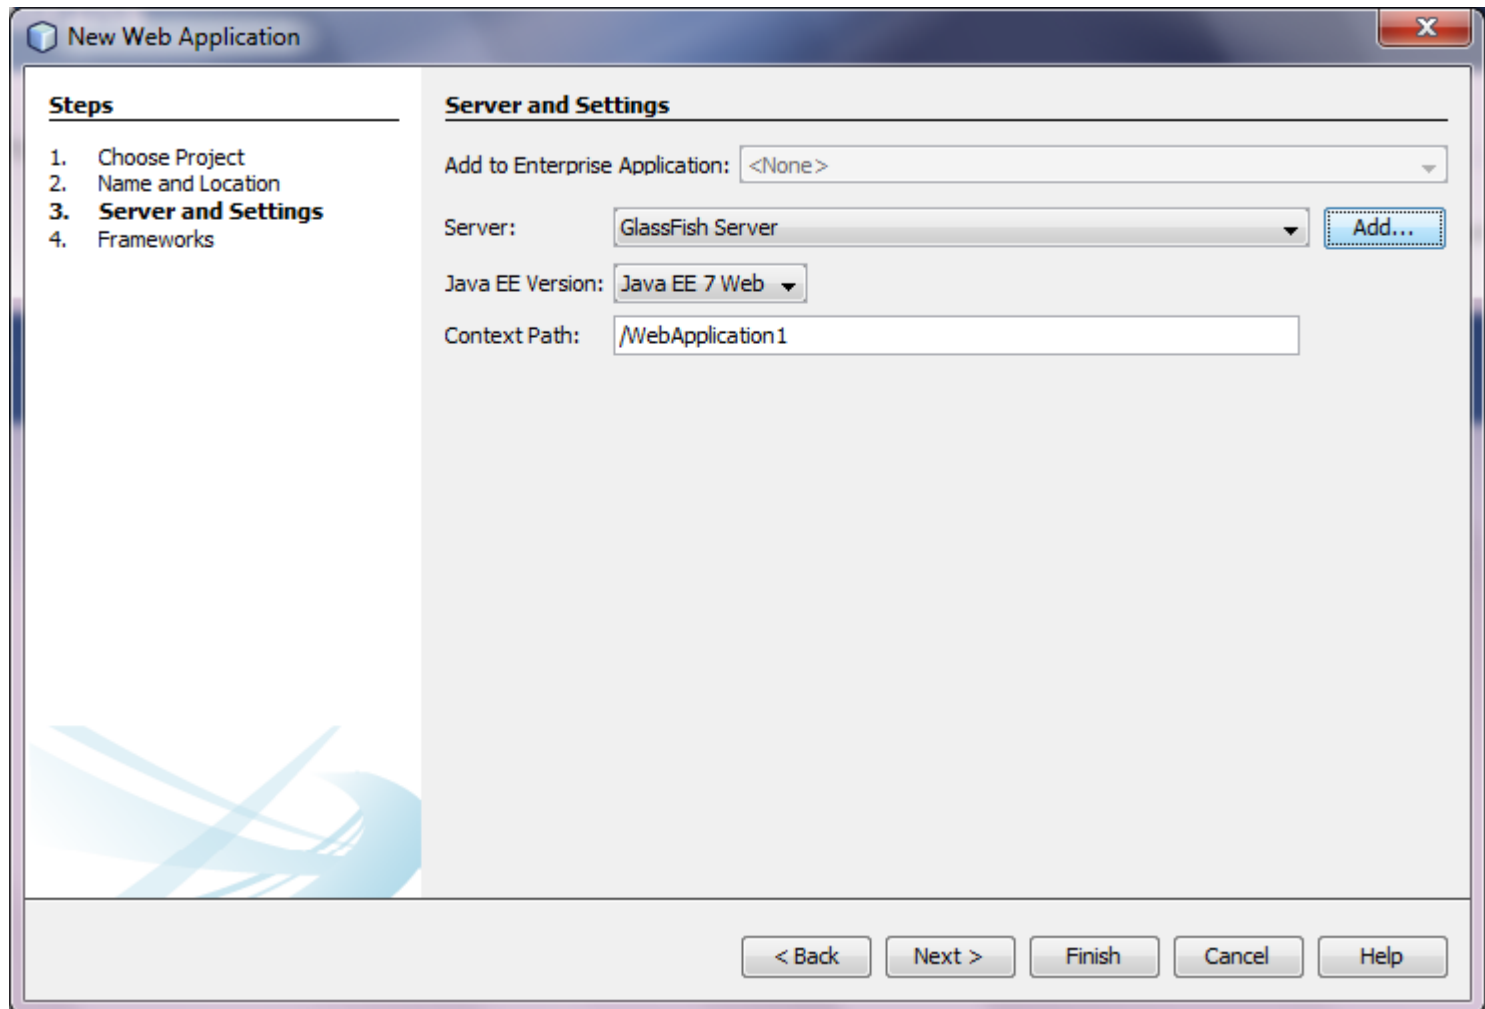 New Web Application
X
Steps
1. Choose Project
2. Name and Location
3. Server and Settings
4. Frameworks
Server and Settings
Add to Enterprise Application: <None>
Server: GlassFish Server Add...
Java EE Version: Java EE 7 Web
Context Path: /WebApplication1
< Back Next > Finish Cancel Help